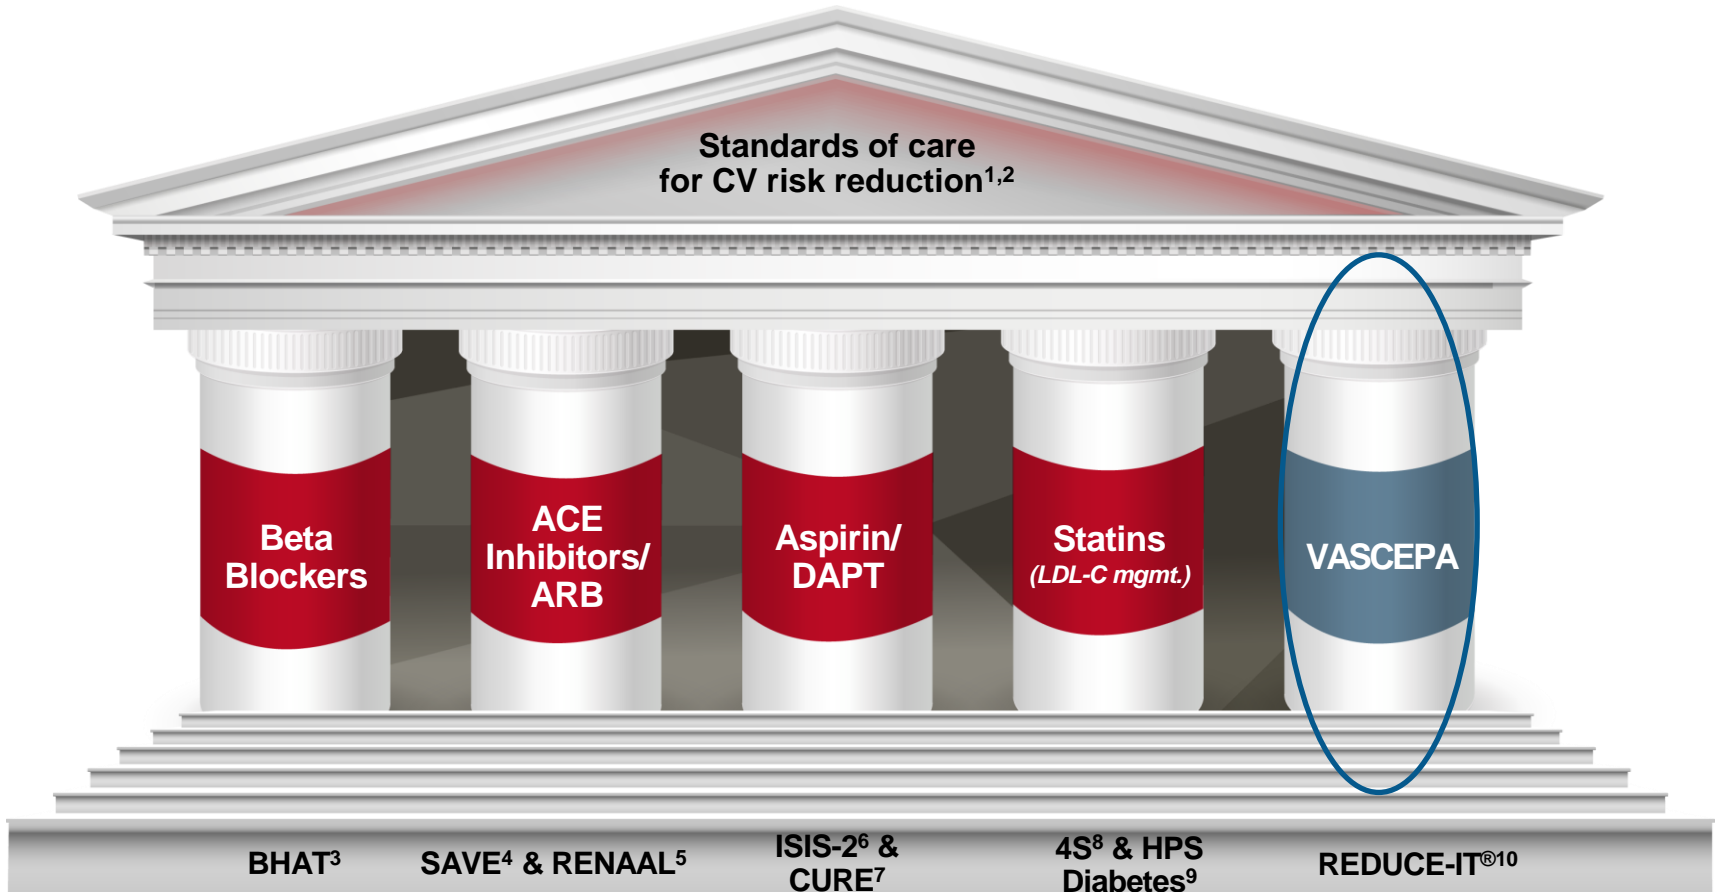 Standards of care
for CV risk reduction1,2
Beta
Blockers
ACE
Inhibitors/
ARB
Aspirin/
DAPT
Statins
(LDL-C mgmt.)
VASCEPA
BHAT3
SAVE4 & RENAAL5
ISIS-26 &
CURE7
4S8 & HPS
Diabetes9
REDUCE-IT®10